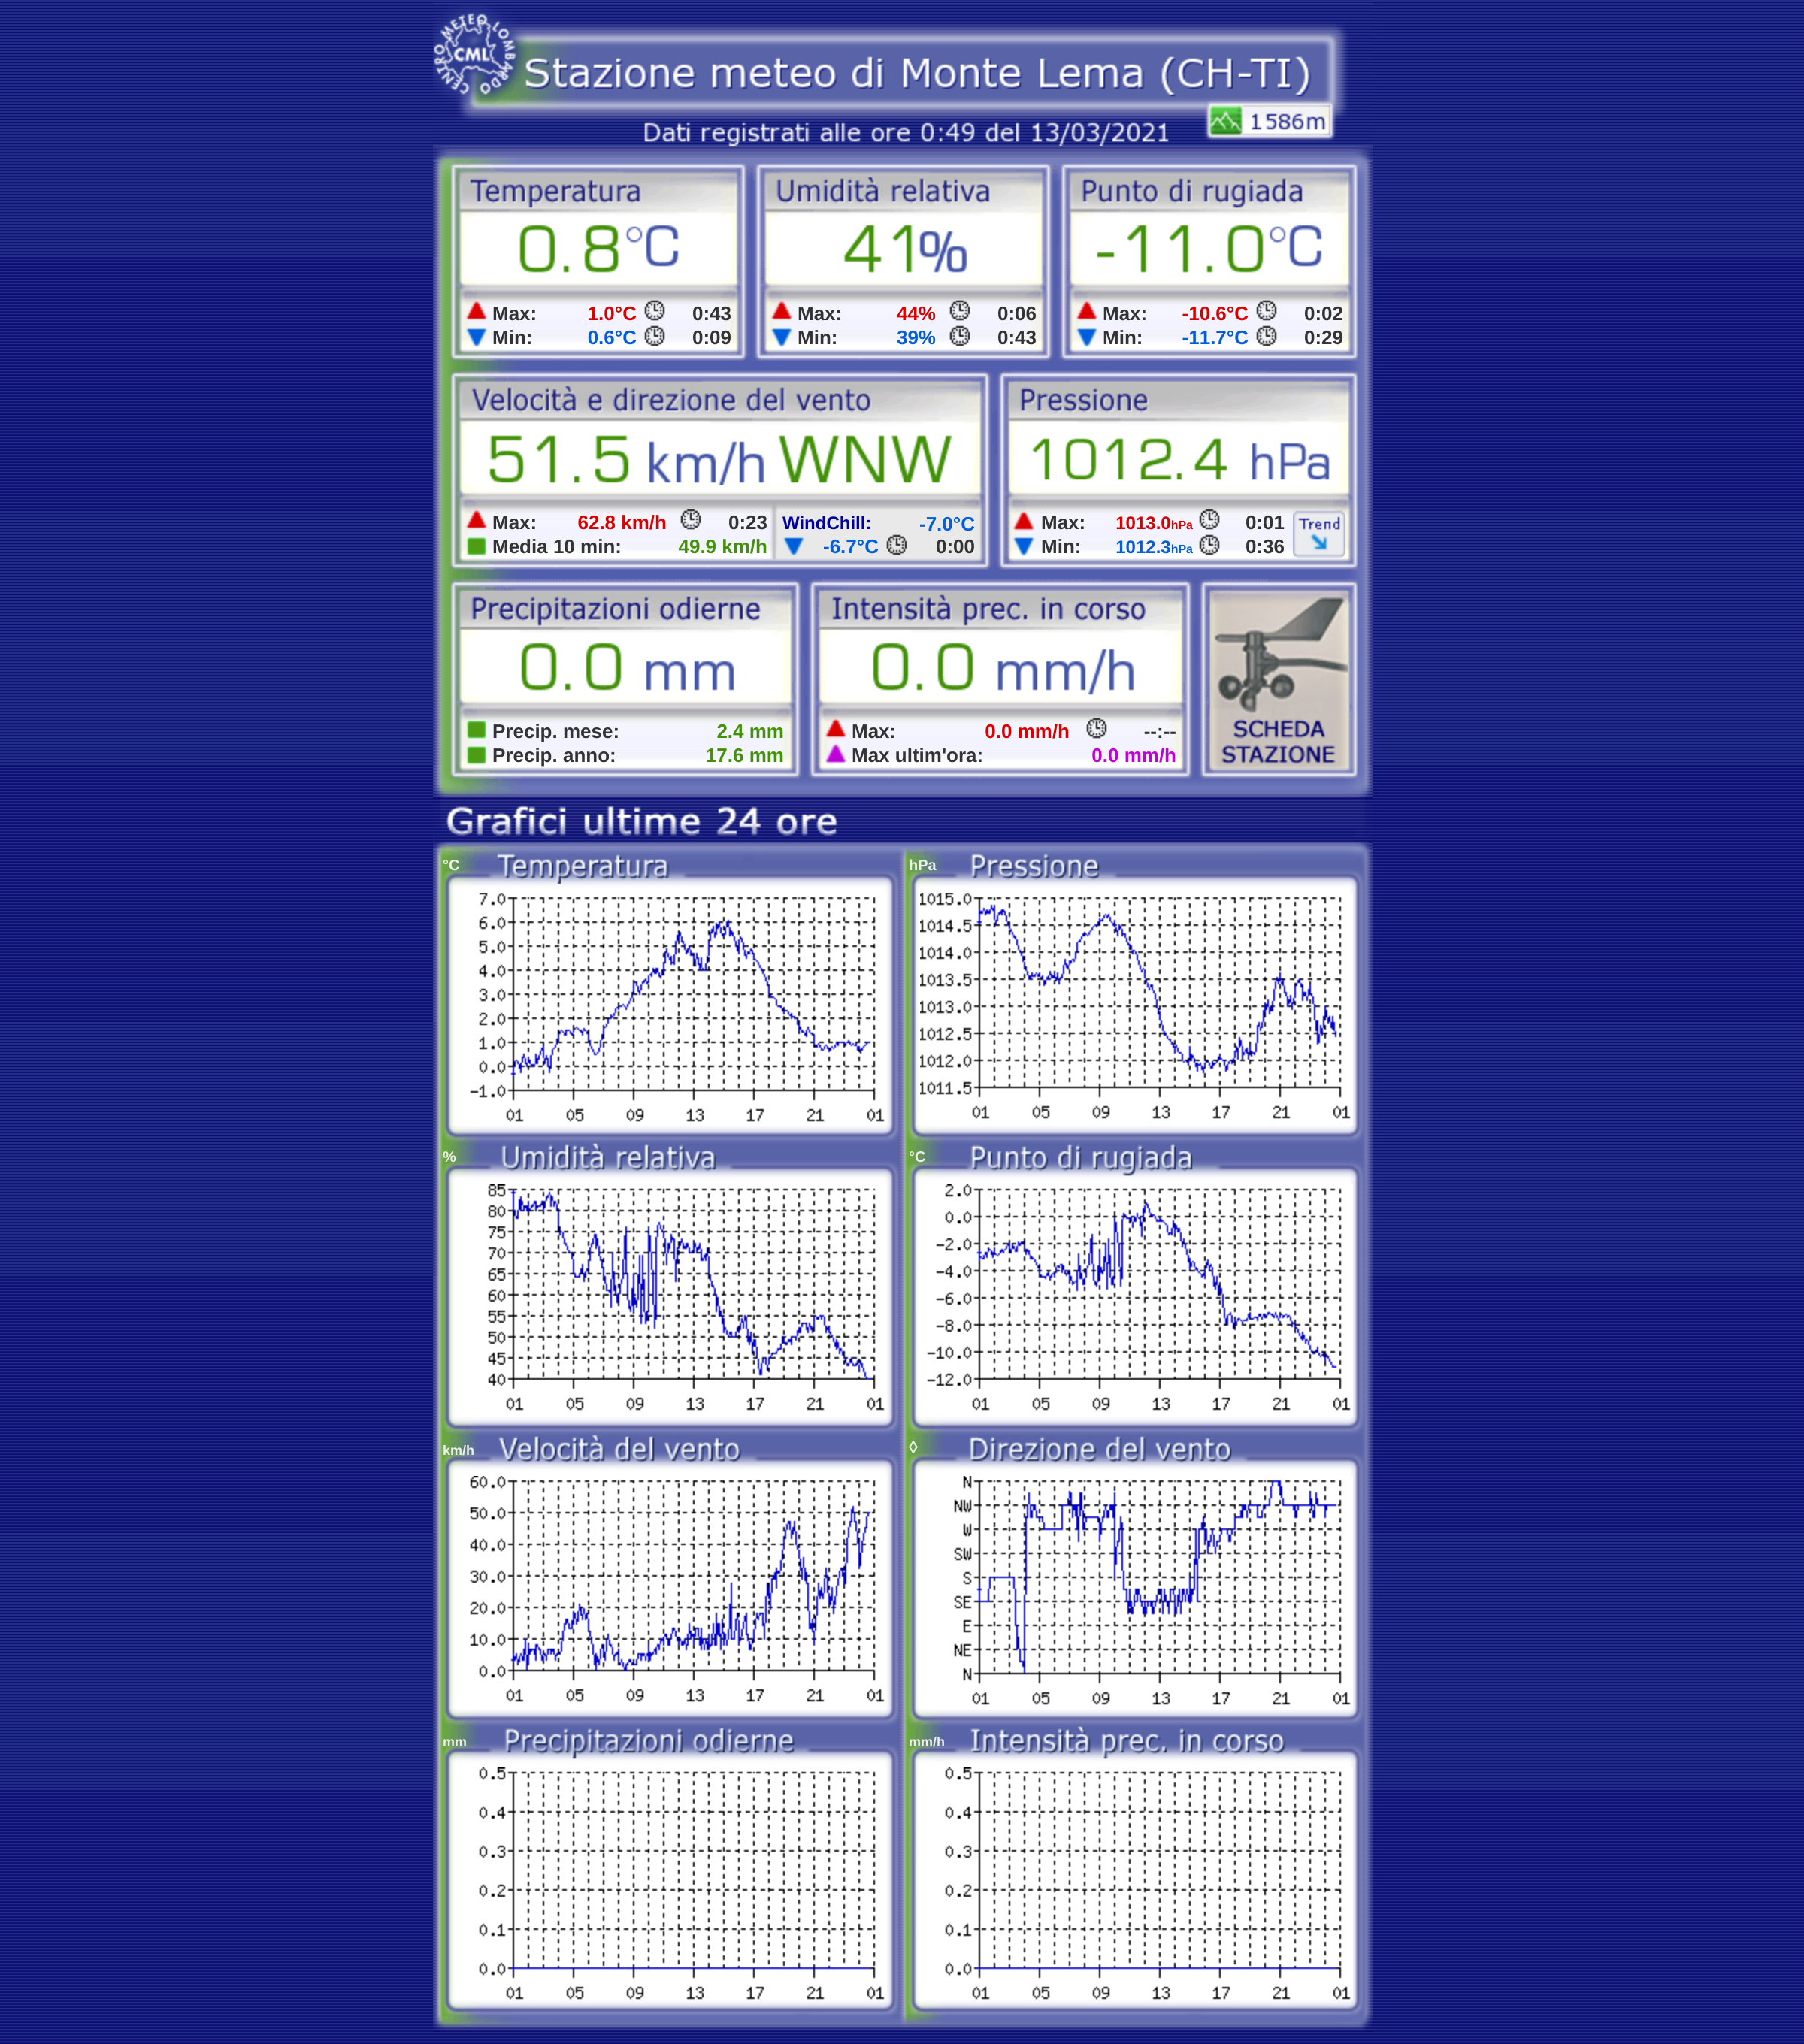 CENTRO METEO LOMBARDO
CML
Stazione meteo di Monte Lema (CH-TI)
1586m
Dati registrati alle ore 0:49 del 13/03/2021
Temperatura
0.8°C
Max: 1.0°C 0:43
Min: 0.6°C 0:09
Umidità relativa
41%
Max: 44% 0:06
Min: 39% 0:43
Punto di rugiada
-11.0°C
Max: -10.6°C 0:02
Min: -11.7°C 0:29
Velocità e direzione del vento
51.5 km/h WNW
Max: 62.8 km/h 0:23
Media 10 min: 49.9 km/h
WindChill: -7.0°C
-6.7°C 0:00
Pressione
1012.4 hPa
Max: 1013.0hPa 0:01
Min: 1012.3hPa 0:36
Trend
Precipitazioni odierne
0.0 mm
Precip. mese: 2.4 mm
Precip. anno: 17.6 mm
Intensità prec. in corso
0.0 mm/h
Max: 0.0 mm/h --:--
Max ultim'ora: 0.0 mm/h
SCHEDA
STAZIONE
Grafici ultime 24 ore
°C Temperatura
7.0
6.0
5.0
4.0
3.0
2.0
1.0
0.0
-1.0
01 05 09 13 17 21 01
hPa Pressione
1015.0
1014.5
1014.0
1013.5
1013.0
1012.5
1012.0
1011.5
01 05 09 13 17 21 01
% Umidità relativa
85
80
75
70
65
60
55
50
45
40
01 05 09 13 17 21 01
°C Punto di rugiada
2.0
0.0
-2.0
-4.0
-6.0
-8.0
-10.0
-12.0
01 05 09 13 17 21 01
km/h Velocità del vento
60.0
50.0
40.0
30.0
20.0
10.0
0.0
01 05 09 13 17 21 01
◊ Direzione del vento
N
NW
W
SW
S
SE
E
NE
N
01 05 09 13 17 21 01
mm Precipitazioni odierne
0.5
0.4
0.3
0.2
0.1
0.0
01 05 09 13 17 21 01
mm/h Intensità prec. in corso
0.5
0.4
0.3
0.2
0.1
0.0
01 05 09 13 17 21 01